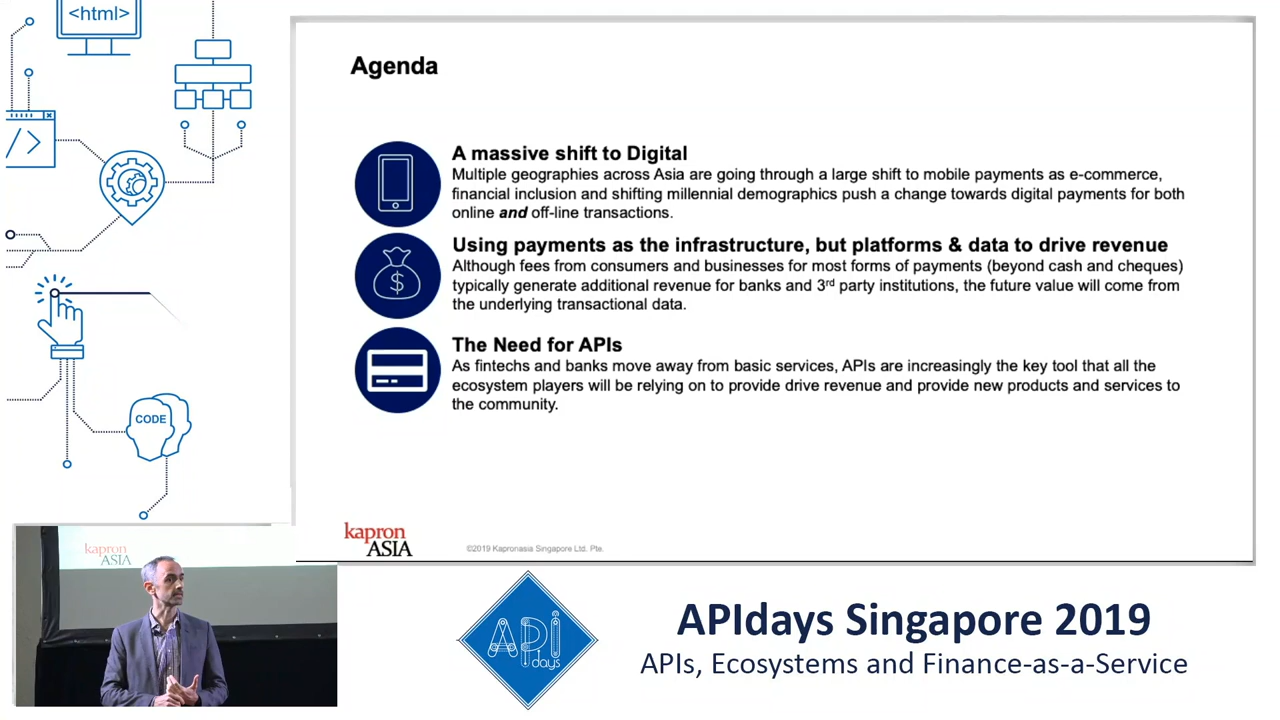 <html>
Agenda
A massive shift to Digital
Multiple geographies across Asia are going through a large shift to mobile payments as e-commerce,
financial inclusion and shifting millennial demographics push a change towards digital payments for both
online and off-line transactions.
Using payments as the infrastructure, but platforms & data to drive revenue
Although fees from consumers and businesses for most forms of payments (beyond cash and cheques)
typically generate additional revenue for banks and 3rd party institutions, the future value will come from
the underlying transactional data.
The Need for APIs
As fintechs and banks move away from basic services, APIs are increasingly the key tool that all the
ecosystem players will be relying on to provide drive revenue and provide new products and services to
the community.
</>
$
CODE
kapron
ASIA
©2019 Kapronasia Singapore Ltd. Pte.
kapron
ASIA
API
days
APIdays Singapore 2019
APIs, Ecosystems and Finance-as-a-Service